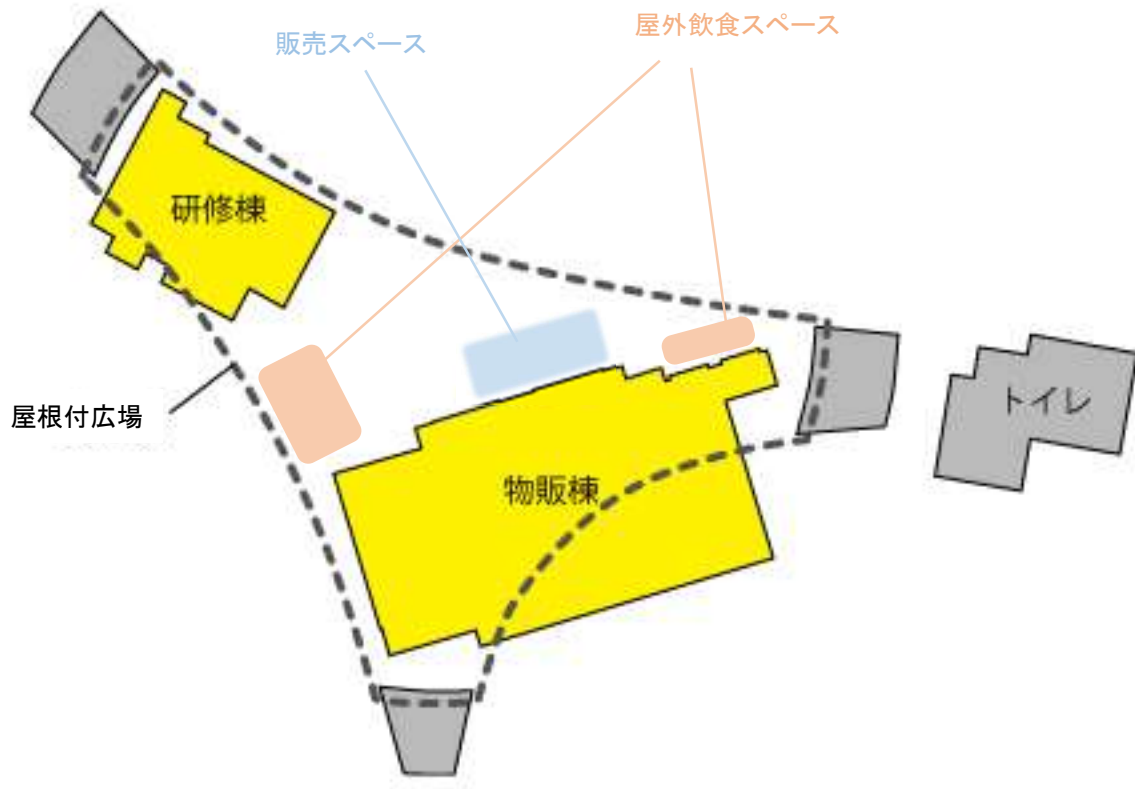 屋外飲食スペース
販売スペース
研修棟
トイレ
屋根付広場
物販棟